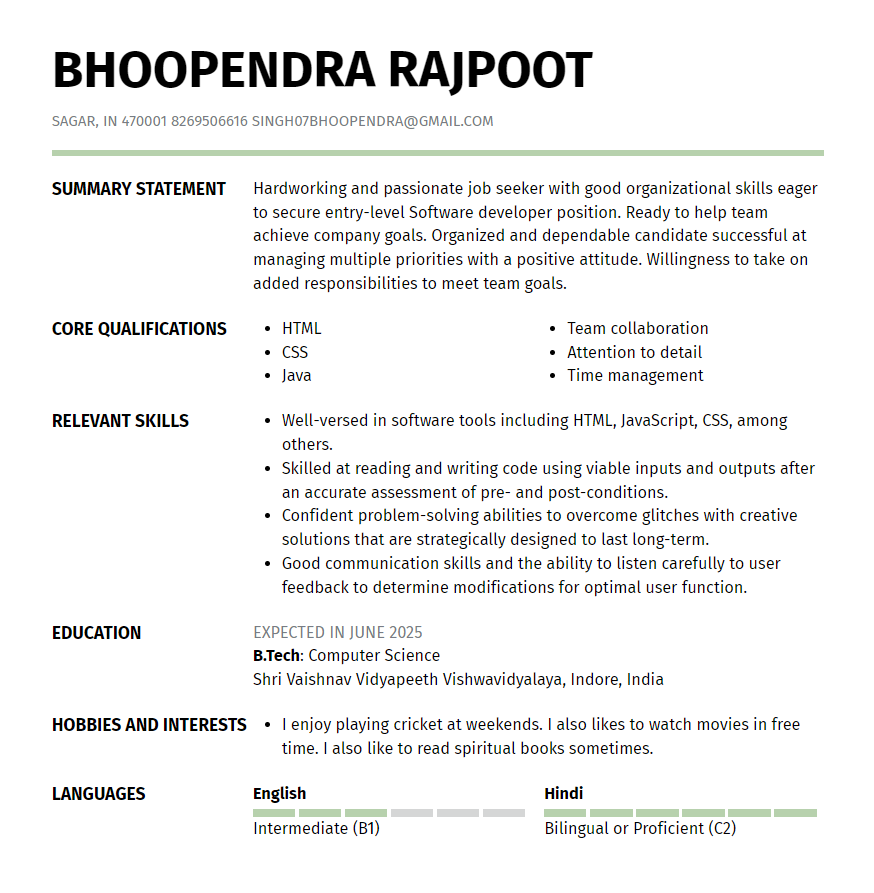 BHOOPENDRA RAJPOOT
SAGAR, IN 470001 8269506616 SINGH07BHOOPENDRA@GMAIL.COM
SUMMARY STATEMENT
Hardworking and passionate job seeker with good organizational skills eager
to secure entry-level Software developer position. Ready to help team
achieve company goals. Organized and dependable candidate successful at
managing multiple priorities with a positive attitude. Willingness to take on
added responsibilities to meet team goals.
CORE QUALIFICATIONS
• HTML
• CSS
• Java
• Team collaboration
• Attention to detail
• Time management
RELEVANT SKILLS
• Well-versed in software tools including HTML, JavaScript, CSS, among
others.
• Skilled at reading and writing code using viable inputs and outputs after
an accurate assessment of pre- and post-conditions.
• Confident problem-solving abilities to overcome glitches with creative
solutions that are strategically designed to last long-term.
• Good communication skills and the ability to listen carefully to user
feedback to determine modifications for optimal user function.
EDUCATION
EXPECTED IN JUNE 2025
B.Tech: Computer Science
Shri Vaishnav Vidyapeeth Vishwavidyalaya, Indore, India
HOBBIES AND INTERESTS
• I enjoy playing cricket at weekends. I also likes to watch movies in free
time. I also like to read spiritual books sometimes.
LANGUAGES
English
Intermediate (B1)
Hindi
Bilingual or Proficient (C2)